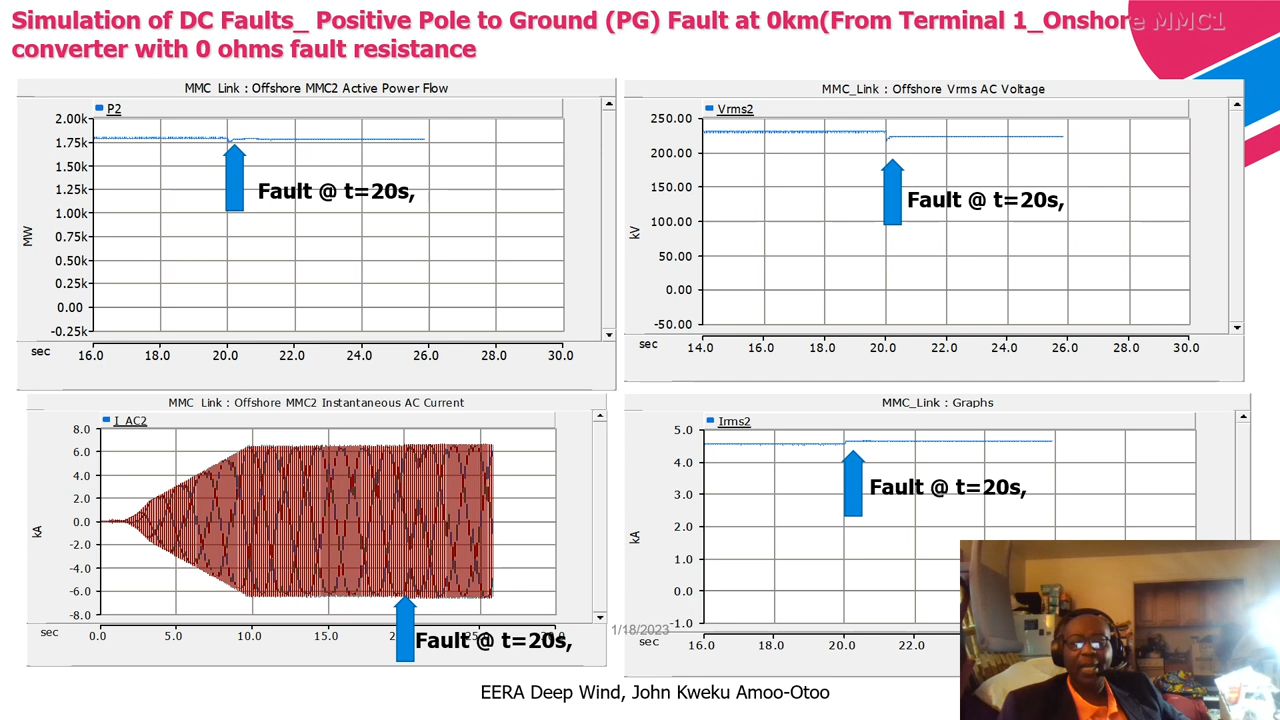 Simulation of DC Faults_ Positive Pole to Ground (PG) Fault at 0km(From Terminal 1_Onshore MMC1
converter with 0 ohms fault resistance
MMC Link : Offshore MMC2 Active Power Flow
P2
2.00k
1.75k
1.50k
1.25k
1.00k
0.75k
0.50k
0.25k
0.00
-0.25k
MW
Fault @ t=20s,
sec
16.0 18.0 20.0 22.0 24.0 26.0 28.0 30.0
MMC_Link : Offshore Vrms AC Voltage
Vrms2
250.00
200.00
150.00
100.00
50.00
0.00
-50.00
kV
Fault @ t=20s,
sec
14.0 16.0 18.0 20.0 22.0 24.0 26.0 28.0 30.0
MMC Link : Offshore MMC2 Instantaneous AC Current
I_AC2
8.0
6.0
4.0
2.0
0.0
-2.0
-4.0
-6.0
-8.0
kA
sec
0.0 5.0 10.0 15.0
Fault @ t=20s,
MMC_Link : Graphs
Irms2
5.0
4.0
3.0
2.0
1.0
0.0
-1.0
kA
Fault @ t=20s,
sec
16.0 18.0 20.0 22.0
1/18/2023
EERA Deep Wind, John Kweku Amoo-Otoo